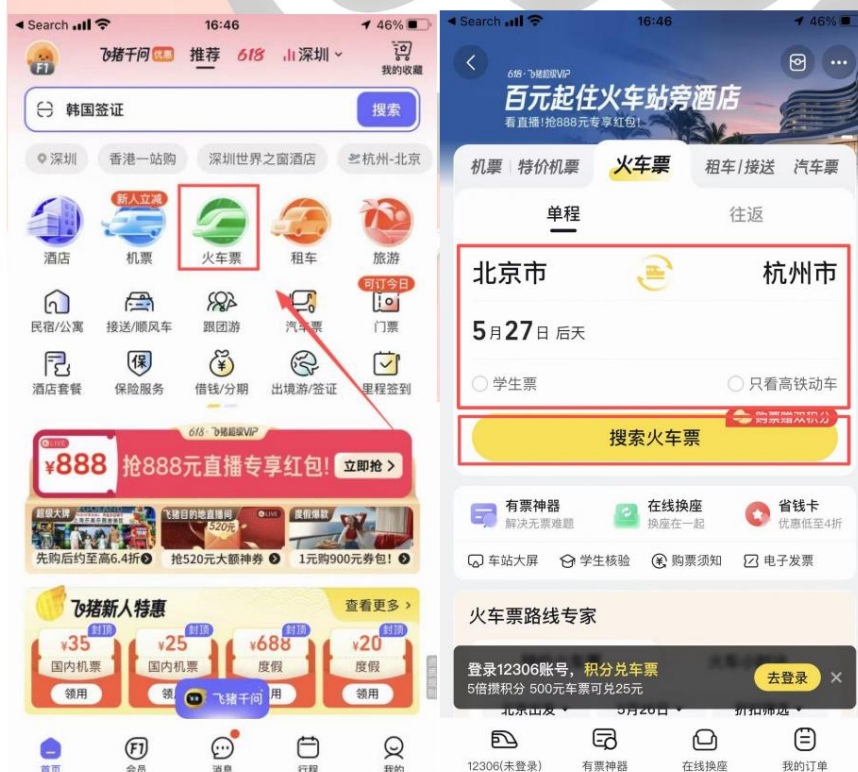 Search
16:46
46%
飞猪千问 优惠
推荐
618
深圳
我的收藏
F1
韩国签证
搜索
深圳
香港一站购
深圳世界之窗酒店
杭州-北京
新人立减
酒店
机票
火车票
租车
旅游
可订今日
民宿/公寓
接送/顺风车
跟团游
汽车票
门票
酒店套餐
保险服务
借钱/分期
出境游/签证
里程签到
618·飞猪超级VIP
LIVE
¥888
抢888元直播专享红包!
立即抢 >
超级大牌
飞猪目的地直播间
LIVE
度假爆款
520元
先购后约至高6.4折
抢520元大额神券
1元购900元券包!
飞猪新人特惠
查看更多 >
封顶
封顶
封顶
封顶
¥35
¥25
¥688
¥20
国内机票
国内机票
度假
度假
领用
领用
飞猪千问
首页
会员
消息
行程
我的
Search
16:46
46%
618·飞猪超级VIP
百元起住火车站旁酒店
看直播!抢888元专享红包!
机票
特价机票
火车票
租车/接送
汽车票
单程
往返
北京市
杭州市
5月27日 后天
学生票
只看高铁动车
购票赠双积分
搜索火车票
有票神器
解决无票难题
在线换座
换座在一起
省钱卡
优惠低至4折
车站大屏
学生核验
购票须知
电子发票
火车票路线专家
登录12306账号，积分兑车票
5倍攒积分 500元车票可兑25元
去登录
北京出发
5月26日
折扣筛选
12306(未登录)
有票神器
在线换座
我的订单